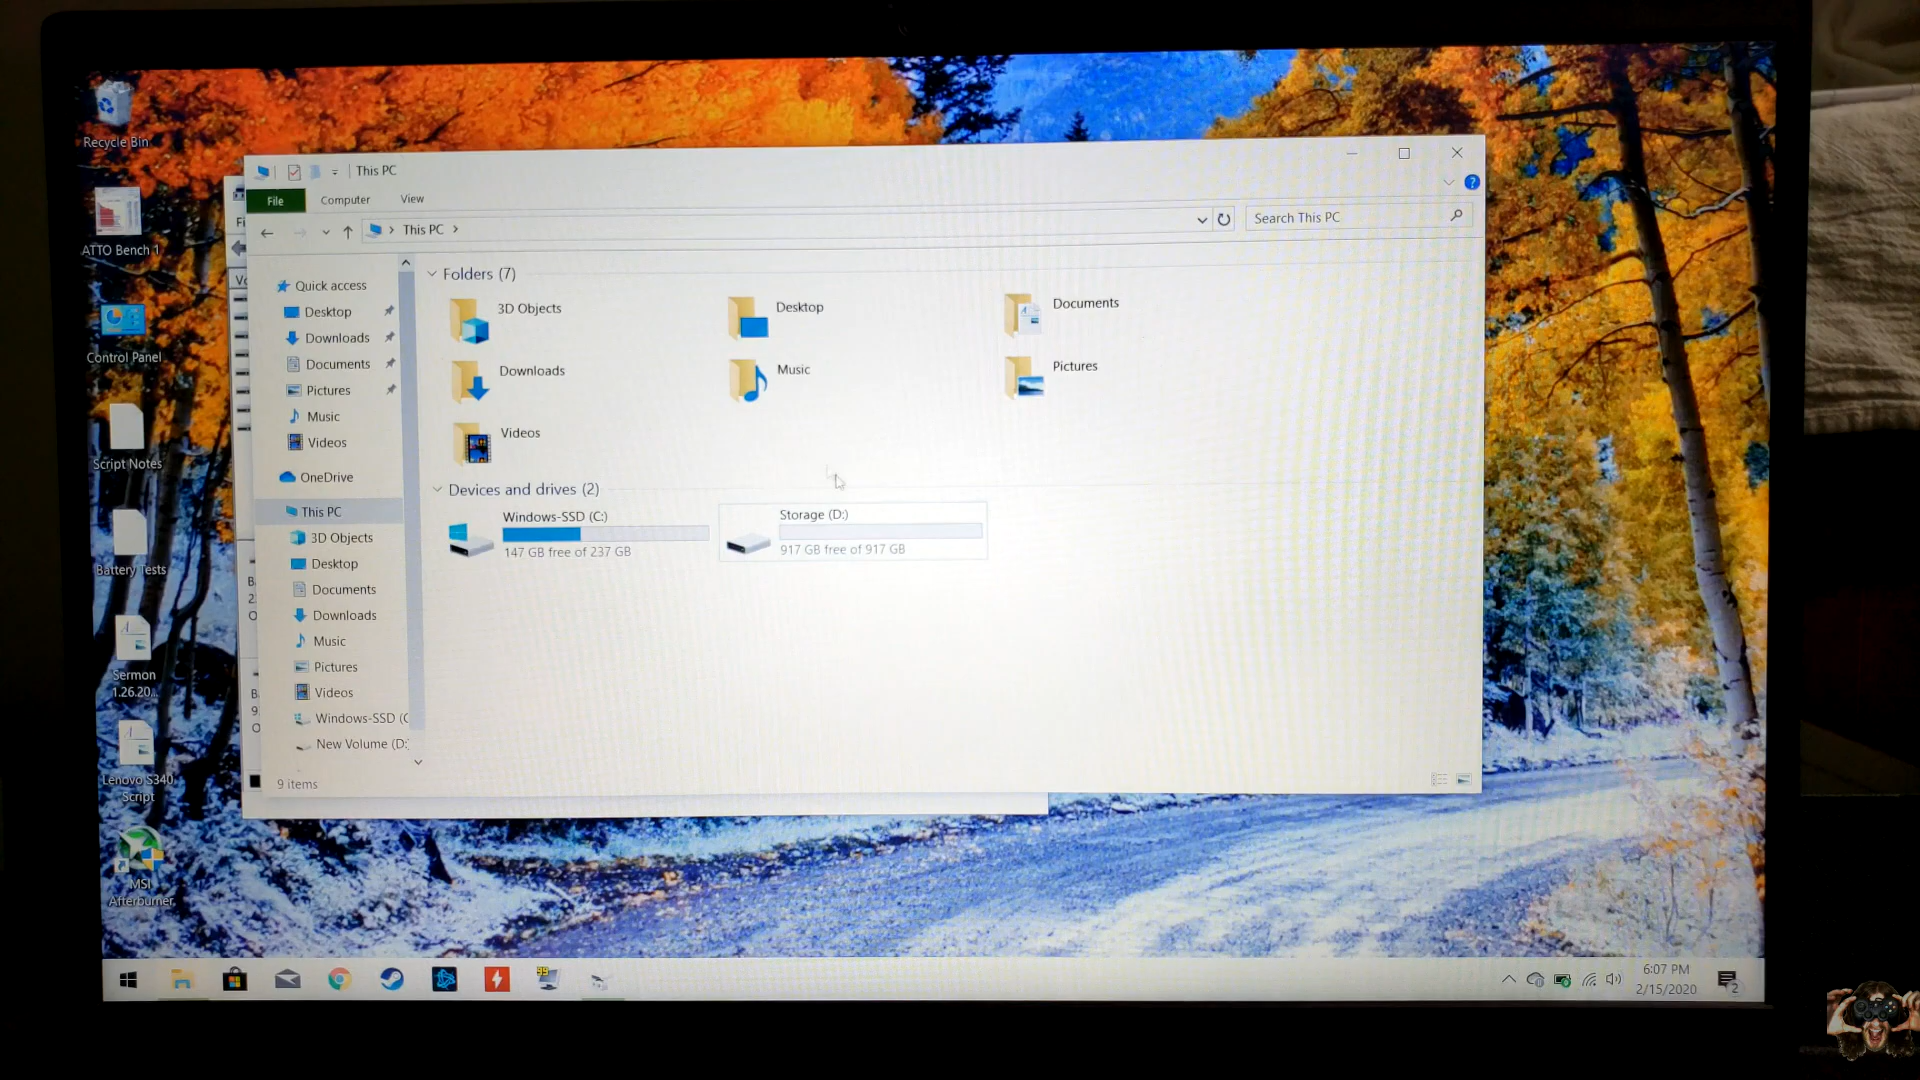 Recycle Bin
ATTO Bench 1
Control Panel
Script Notes
Battery Tests
Sermon
1.26.20...
Lenovo S340
Script
MSI
Afterburner
This PC
File
Computer
View
This PC
Search This PC
Quick access
Desktop
Downloads
Documents
Pictures
Music
Videos
OneDrive
This PC
3D Objects
Desktop
Documents
Downloads
Music
Pictures
Videos
Windows-SSD (C
New Volume (D:
9 items
Folders (7)
3D Objects
Desktop
Documents
Downloads
Music
Pictures
Videos
Devices and drives (2)
Windows-SSD (C:)
147 GB free of 237 GB
Storage (D:)
917 GB free of 917 GB
99
6:07 PM
2/15/2020
2